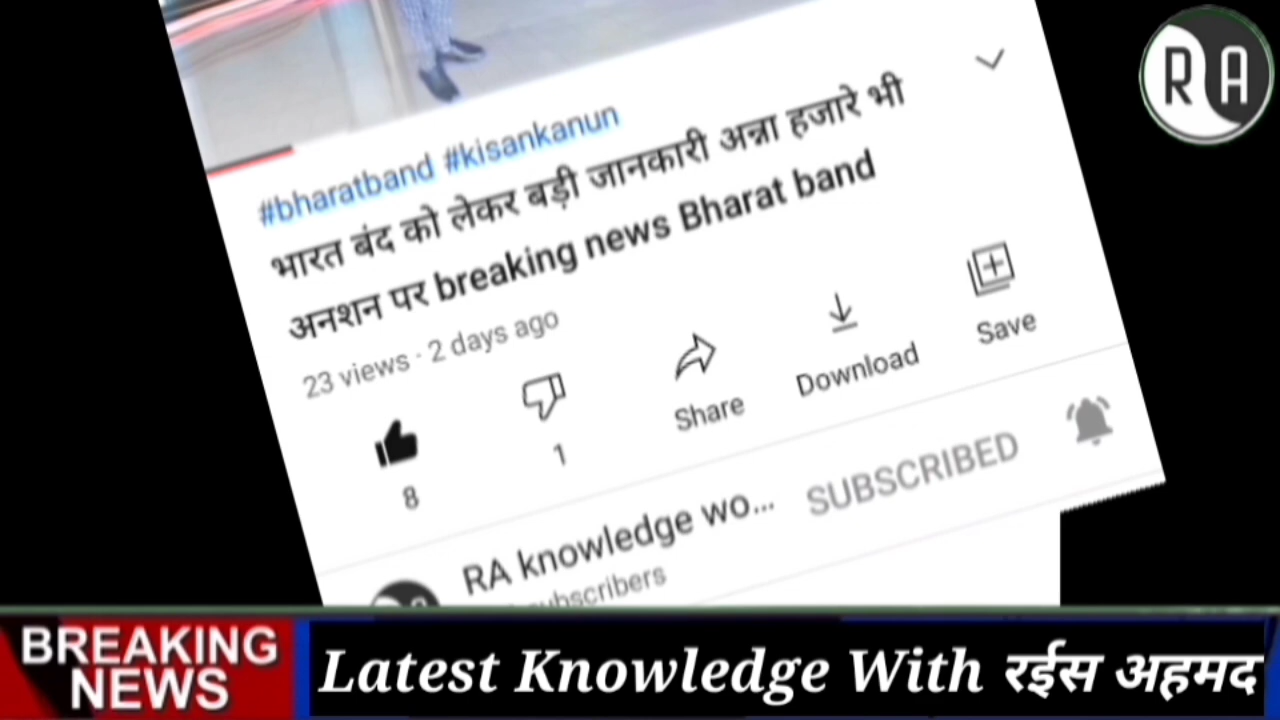 R A
#bharatband #kisankanun
भारत बंद को लेकर बड़ी जानकारी अन्ना हजारे भी
अनशन पर breaking news Bharat band
23 views · 2 days ago
8
1
Share
Download
Save
RA knowledge wo...
SUBSCRIBED
subscribers
BREAKING
NEWS
Latest Knowledge With रईस अहमद